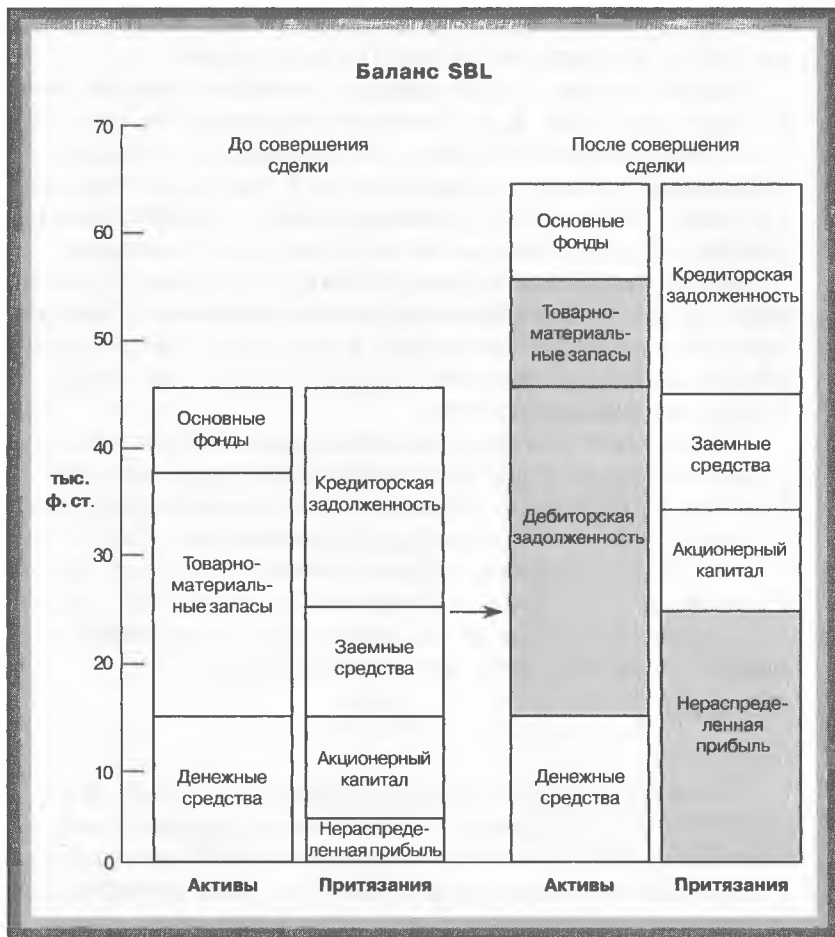 Баланс SBL
70
60
50
40
30
20
10
0
тыс.
ф. ст.
До совершения
сделки
Основные
фонды
Товарно-
материаль-
ные запасы
Денежные
средства
Активы
Кредиторская
задолженность
Заемные
средства
Акционерный
капитал
Нераспреде-
ленная прибыль
Притязания
После совершения
сделки
Основные
фонды
Товарно-
материаль-
ные запасы
Дебиторская
задолженность
Денежные
средства
Активы
Кредиторская
задолженность
Заемные
средства
Акционерный
капитал
Нераспреде-
ленная
прибыль
Притязания